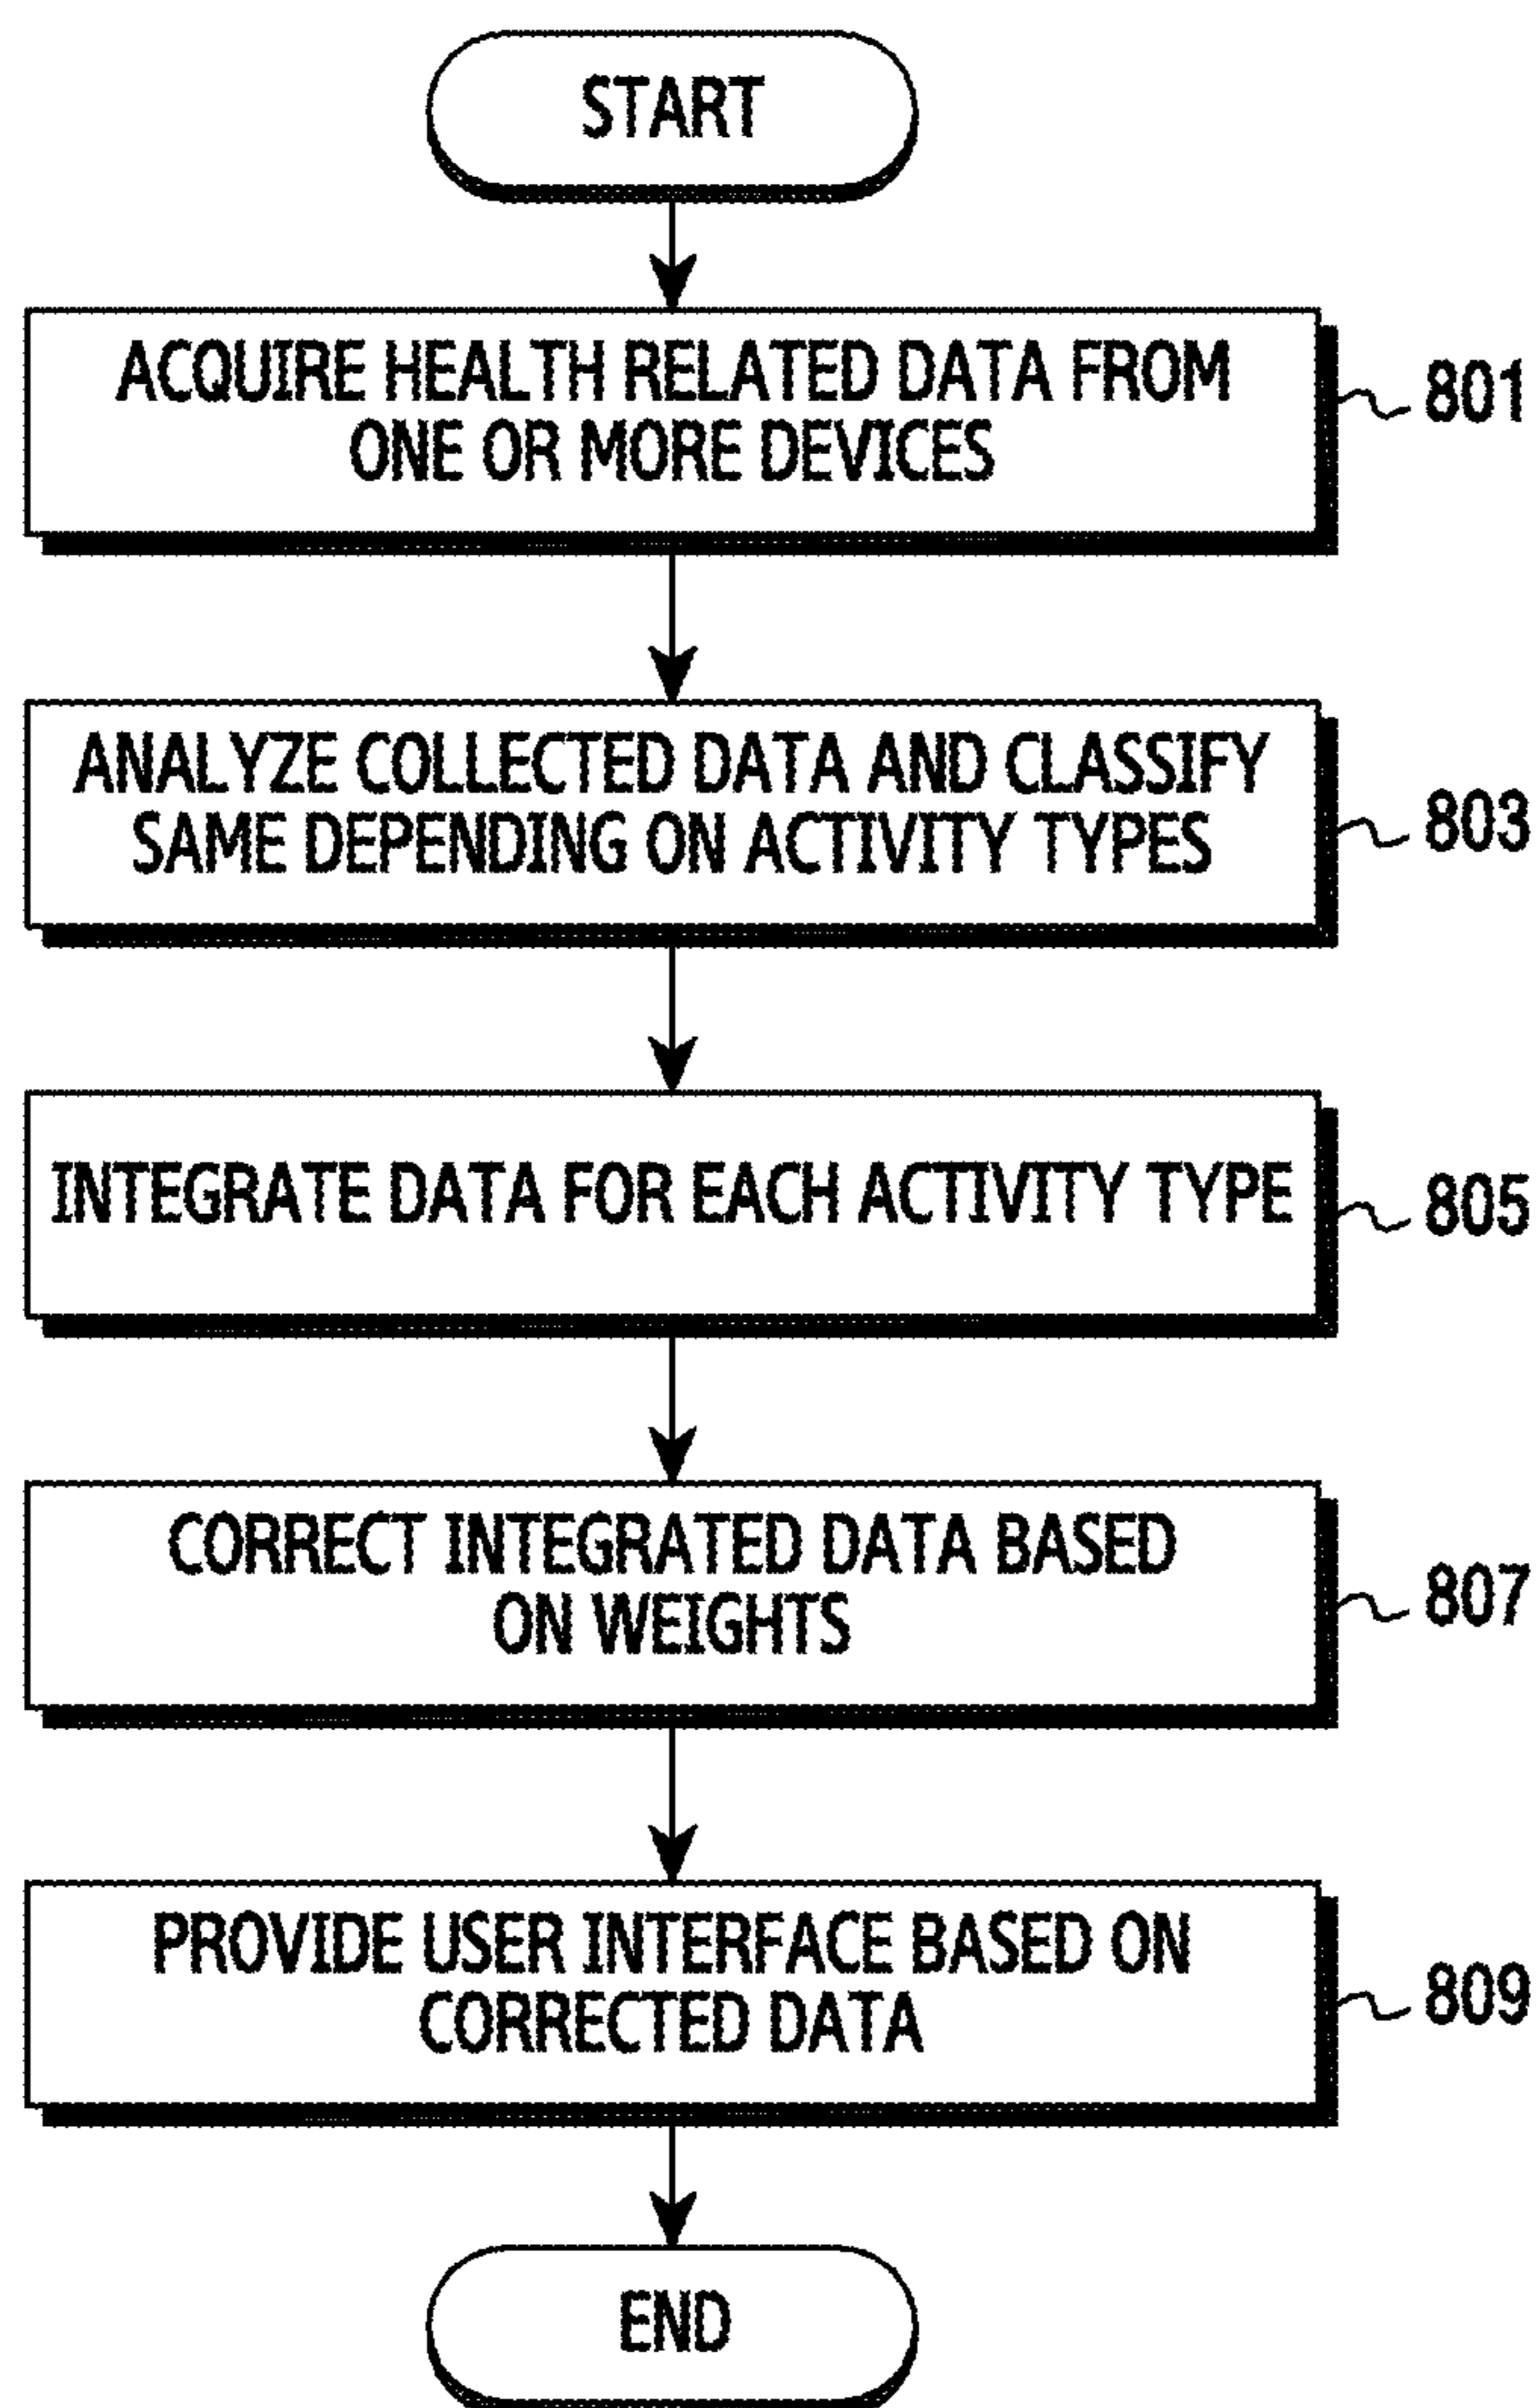 START
ACQUIRE HEALTH RELATED DATA FROM
ONE OR MORE DEVICES
801
ANALYZE COLLECTED DATA AND CLASSIFY
SAME DEPENDING ON ACTIVITY TYPES
803
INTEGRATE DATA FOR EACH ACTIVITY TYPE
805
CORRECT INTEGRATED DATA BASED
ON WEIGHTS
807
PROVIDE USER INTERFACE BASED ON
CORRECTED DATA
809
END